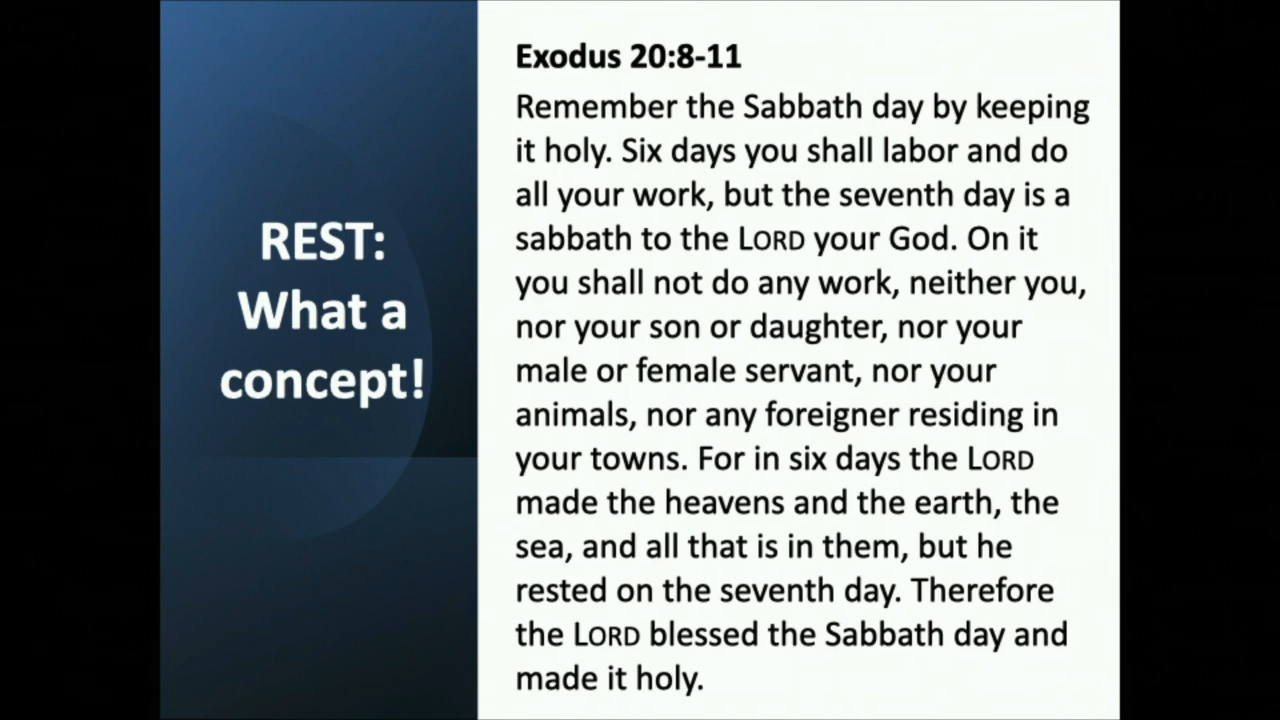 REST:
What a
concept!
Exodus 20:8-11
Remember the Sabbath day by keeping
it holy. Six days you shall labor and do
all your work, but the seventh day is a
sabbath to the LORD your God. On it
you shall not do any work, neither you,
nor your son or daughter, nor your
male or female servant, nor your
animals, nor any foreigner residing in
your towns. For in six days the LORD
made the heavens and the earth, the
sea, and all that is in them, but he
rested on the seventh day. Therefore
the LORD blessed the Sabbath day and
made it holy.